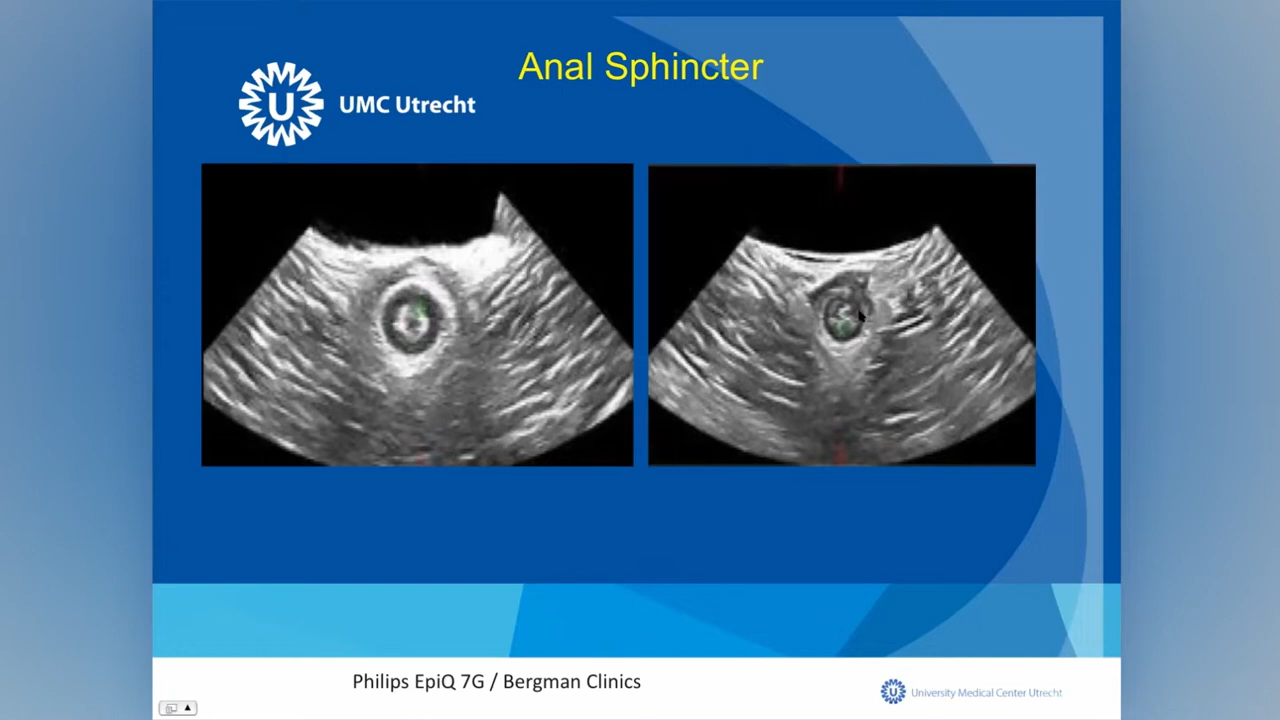 Anal Sphincter
U
UMC Utrecht
Philips EpiQ 7G / Bergman Clinics
U
University Medical Center Utrecht